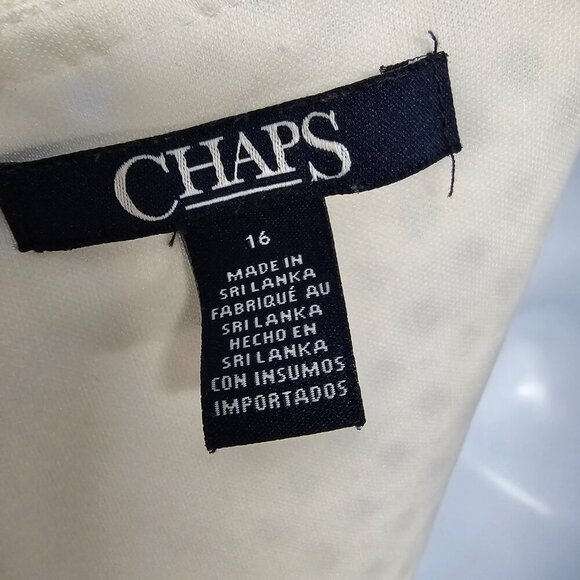 CHAPS
16
MADE IN
SRI LANKA
FABRIQUÉ AU
SRI LANKA
HECHO EN
SRI LANKA
CON INSUMOS
IMPORTADOS